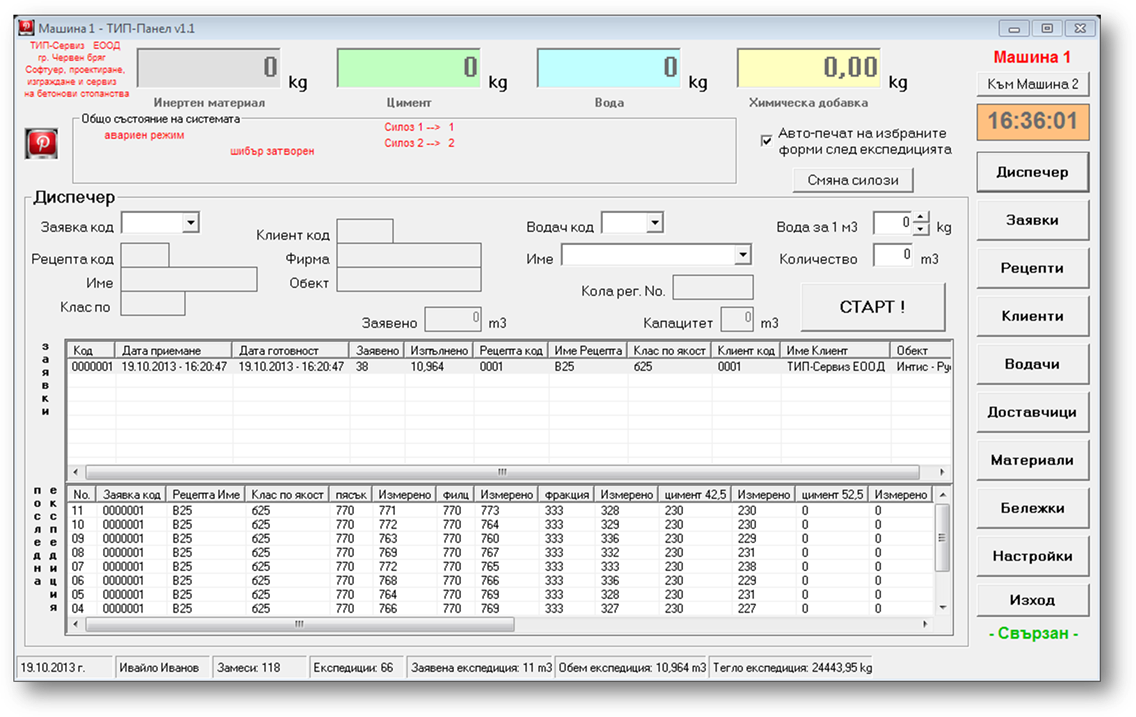 Машина 1 - ТИП-Панел v1.1
ТИП-Сервиз ЕООД
гр. Червен бряг
Софтуер, проектиране,
изграждане и сервиз
на бетонови стопанства
0 kg
Инертен материал
0 kg
Цимент
0 kg
Вода
0,00 kg
Химическа добавка
Машина 1
Към Машина 2
16:36:01
Общо състояние на системата
авариен режим
шибър затворен
Силоз 1 --> 1
Силоз 2 --> 2
Авто-печат на избраните
форми след експедицията
Смяна силози
Диспечер
Заявки
Рецепти
Клиенти
Водачи
Доставчици
Материали
Бележки
Настройки
Изход
- Свързан -
Диспечер
Заявка код
Клиент код
Водач код
Вода за 1 м3 0 kg
Рецепта код
Фирма
Име
Количество 0 m3
Име
Обект
Кола рег. No.
Клас по
Заявено 0 m3
Капацитет 0 m3
СТАРТ !
заявки
Код Дата приемане Дата готовност Заявено Изпълнено Рецепта код Име Рецепта Клас по якост Клиент код Име Клиент Обект
0000001 19.10.2013 - 16:20:47 19.10.2013 - 16:20:47 38 10,964 0001 В25 625 0001 ТИП-Сервиз ЕООД Интис - Ру
последна експедиция
No. Заявка код Рецепта Име Клас по якост пясък Измерено филц Измерено фракция Измерено цимент 42,5 Измерено цимент 52,5 Измерено
11 0000001 В25 625 770 771 770 773 333 328 230 230 0 0
10 0000001 В25 625 770 772 770 764 333 329 230 230 0 0
09 0000001 В25 625 770 763 770 760 333 336 230 229 0 0
08 0000001 В25 625 770 769 770 767 333 332 230 231 0 0
07 0000001 В25 625 770 772 770 765 333 333 230 238 0 0
06 0000001 В25 625 770 768 770 766 333 336 230 229 0 0
05 0000001 В25 625 770 764 770 769 333 328 230 231 0 0
04 0000001 В25 625 770 766 770 769 333 327 230 227 0 0
19.10.2013 г. Ивайло Иванов Замеси: 118 Експедиции: 66 Заявена експедиция: 11 m3 Обем експедиция: 10,964 m3 Тегло експедиция: 24443,95 kg